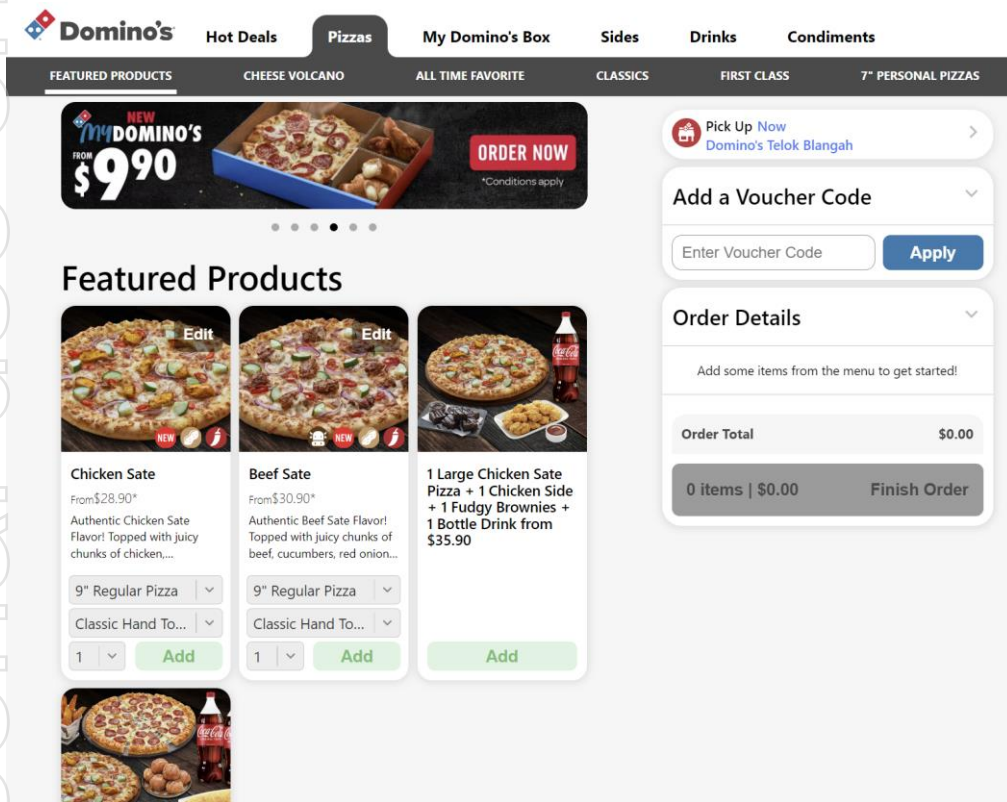 Domino's
Hot Deals
Pizzas
My Domino's Box
Sides
Drinks
Condiments
FEATURED PRODUCTS
CHEESE VOLCANO
ALL TIME FAVORITE
CLASSICS
FIRST CLASS
7" PERSONAL PIZZAS
NEW
MY DOMINO'S
FROM
$9.90
ORDER NOW
*Conditions apply
Pick Up Now
Domino's Telok Blangah
Add a Voucher Code
Enter Voucher Code
Apply
Featured Products
Order Details
Add some items from the menu to get started!
Order Total
$0.00
0 items | $0.00
Finish Order
Edit
NEW
Chicken Sate
From$28.90*
Authentic Chicken Sate
Flavor! Topped with juicy
chunks of chicken,...
9" Regular Pizza
Classic Hand To...
1
Add
Edit
NEW
Beef Sate
From$30.90*
Authentic Beef Sate Flavor!
Topped with juicy chunks of
beef, cucumbers, red onion...
9" Regular Pizza
Classic Hand To...
1
Add
Coca-Cola
1 Large Chicken Sate
Pizza + 1 Chicken Side
+ 1 Fudgy Brownies +
1 Bottle Drink from
$35.90
Add